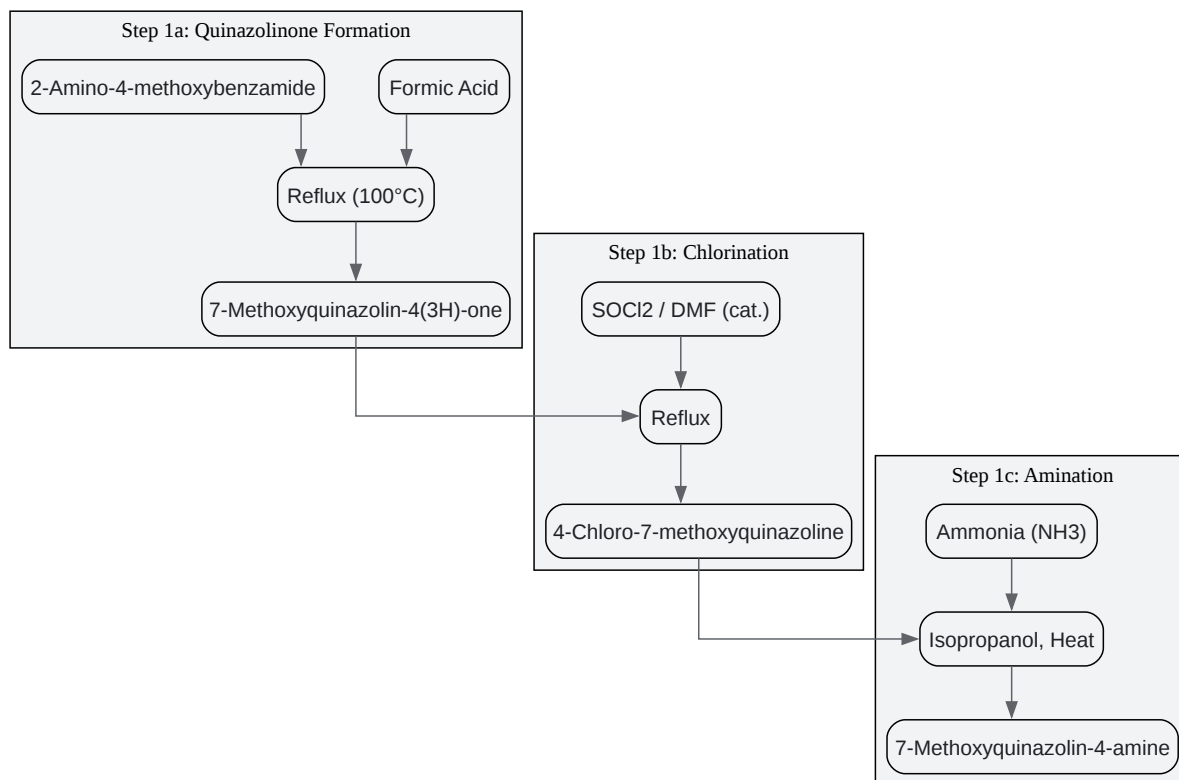 Step 1a: Quinazolinone Formation
2-Amino-4-methoxybenzamide
Formic Acid
Reflux (100°C)
7-Methoxyquinazolin-4(3H)-one
Step 1b: Chlorination
SOCl2 / DMF (cat.)
Reflux
4-Chloro-7-methoxyquinazoline
Step 1c: Amination
Ammonia (NH3)
Isopropanol, Heat
7-Methoxyquinazolin-4-amine